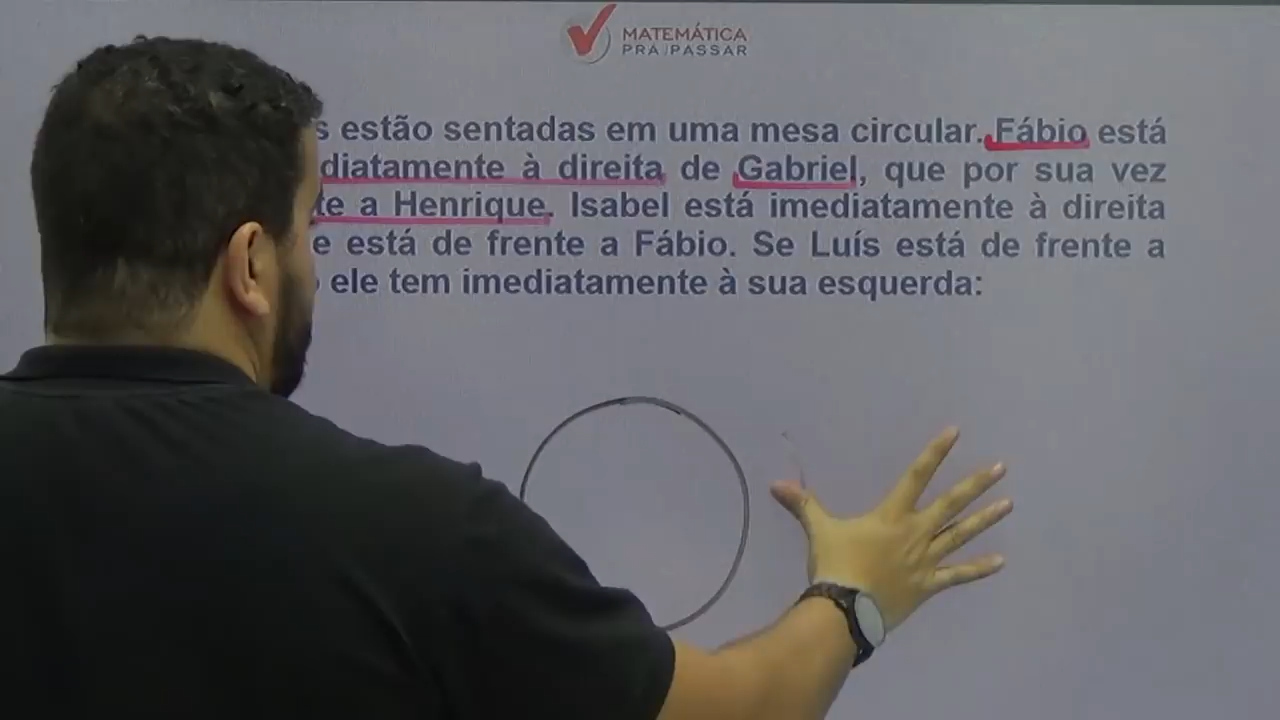 MATEMÁTICA
PRA PASSAR
s estão sentadas em uma mesa circular. Fábio está
diatamente à direita de Gabriel, que por sua vez
te a Henrique. Isabel está imediatamente à direita
e está de frente a Fábio. Se Luís está de frente a
ele tem imediatamente à sua esquerda: